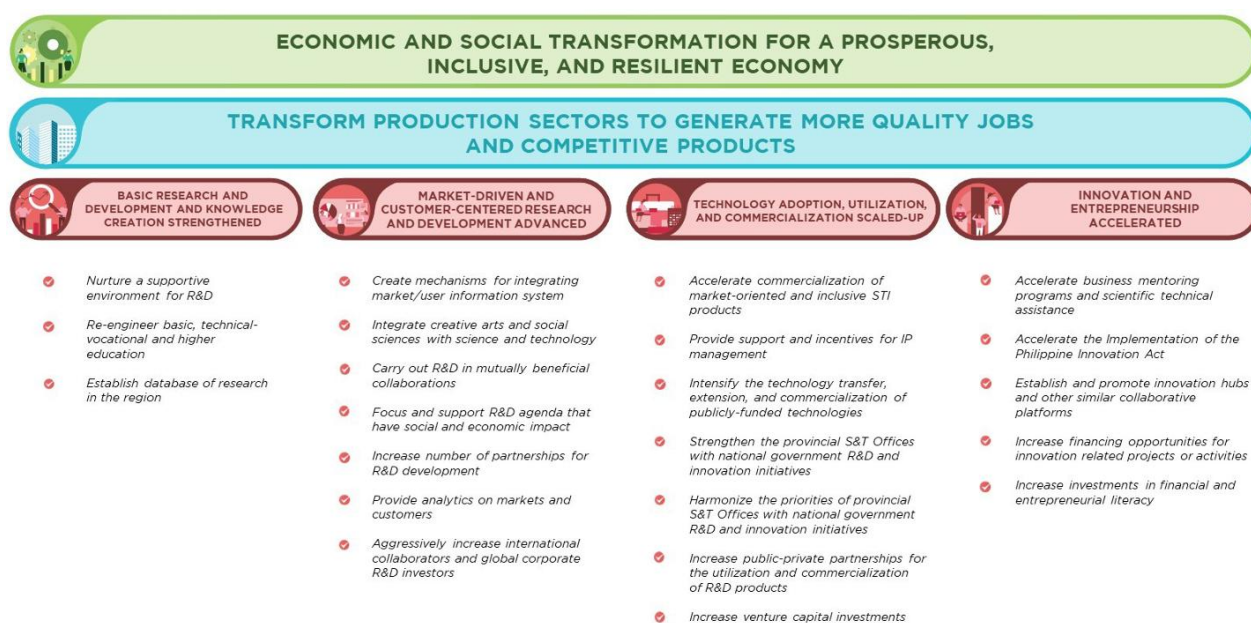 ECONOMIC AND SOCIAL TRANSFORMATION FOR A PROSPEROUS,
INCLUSIVE, AND RESILIENT ECONOMY
TRANSFORM PRODUCTION SECTORS TO GENERATE MORE QUALITY JOBS
AND COMPETITIVE PRODUCTS
BASIC RESEARCH AND
DEVELOPMENT AND KNOWLEDGE
CREATION STRENGTHENED
Nurture a supportive
environment for R&D
Re-engineer basic, technical-
vocational and higher
education
Establish database of research
in the region
MARKET-DRIVEN AND
CUSTOMER-CENTERED RESEARCH
AND DEVELOPMENT ADVANCED
Create mechanisms for integrating
market/user information system
Integrate creative arts and social
sciences with science and technology
Carry out R&D in mutually beneficial
collaborations
Focus and support R&D agenda that
have social and economic impact
Increase number of partnerships for
R&D development
Provide analytics on markets and
customers
Aggressively increase international
collaborators and global corporate
R&D investors
TECHNOLOGY ADOPTION, UTILIZATION,
AND COMMERCIALIZATION SCALED-UP
Accelerate commercialization of
market-oriented and inclusive STI
products
Provide support and incentives for IP
management
Intensify the technology transfer,
extension, and commercialization of
publicly-funded technologies
Strengthen the provincial S&T Offices
with national government R&D and
innovation initiatives
Harmonize the priorities of provincial
S&T Offices with national government
R&D and innovation initiatives
Increase public-private partnerships for
the utilization and commercialization
of R&D products
Increase venture capital investments
INNOVATION AND
ENTREPRENEURSHIP
ACCELERATED
Accelerate business mentoring
programs and scientific technical
assistance
Accelerate the Implementation of the
Philippine Innovation Act
Establish and promote innovation hubs
and other similar collaborative
platforms
Increase financing opportunities for
innovation related projects or activities
Increase investments in financial and
entrepreneurial literacy